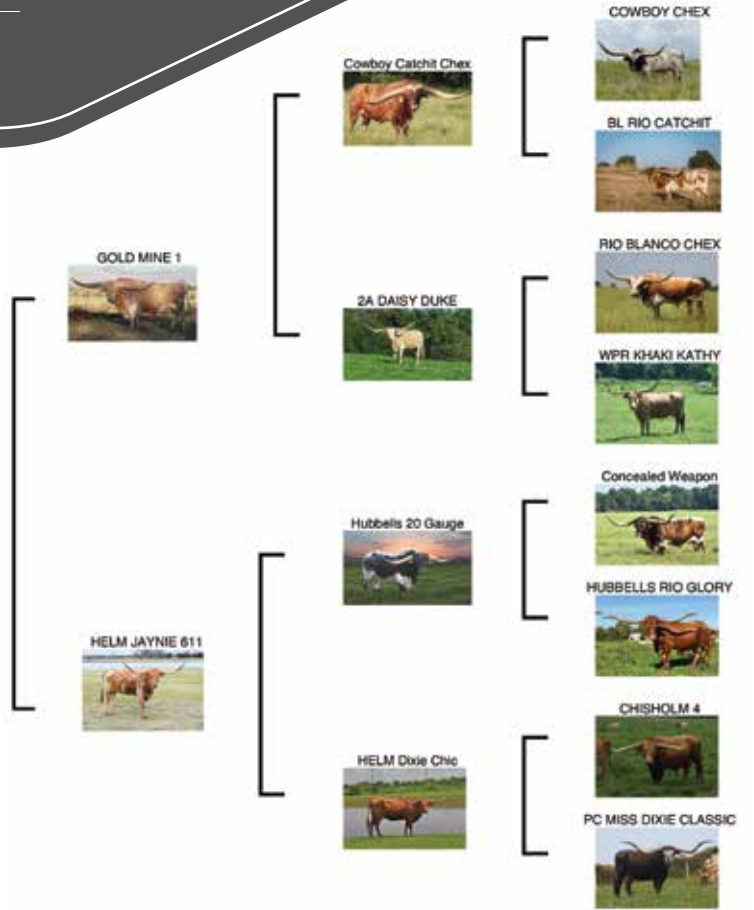 COWBOY CHEX
Cowboy Catchit Chex
BL RIO CATCHIT
GOLD MINE 1
RIO BLANCO CHEX
2A DAISY DUKE
WPR KHAKI KATHY
Concealed Weapon
Hubbells 20 Gauge
HUBBELLS RIO GLORY
HELM JAYNIE 611
CHISHOLM 4
HELM Dixie Chic
PC MISS DIXIE CLASSIC